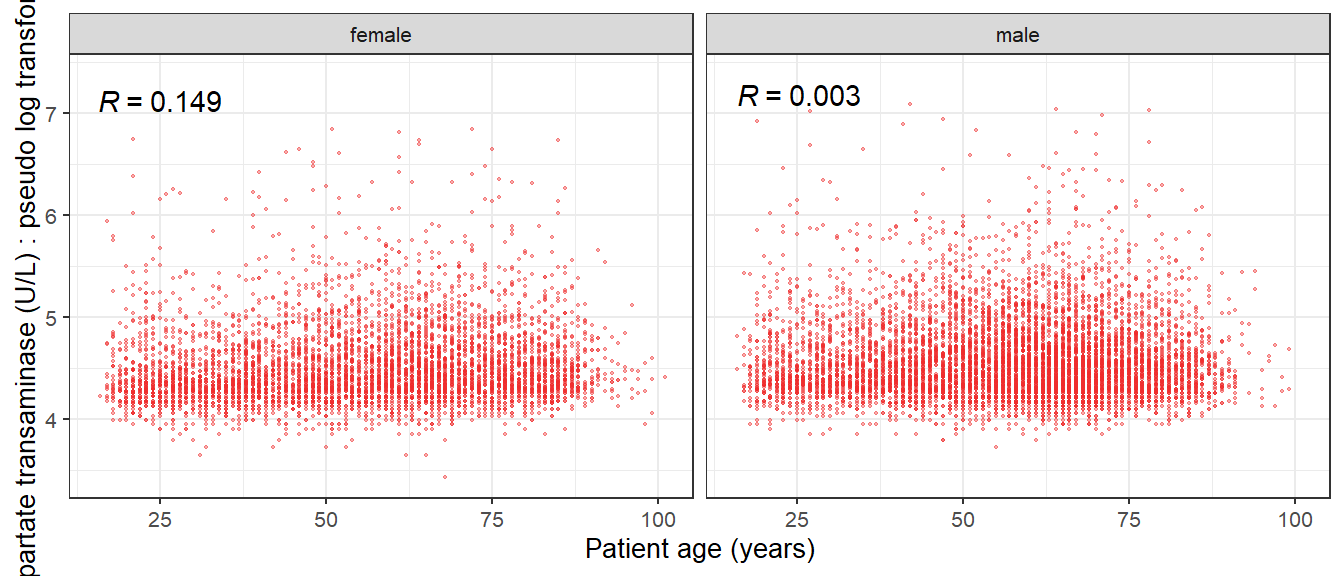 female
male
R = 0.149
R = 0.003
7
6
5
4
25
50
75
100
25
50
75
100
Patient age (years)
partate transaminase (U/L) : pseudo log transfor